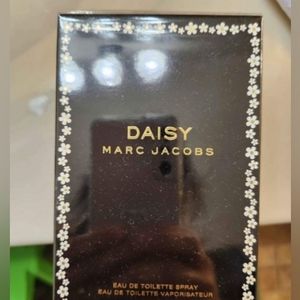 DAISY
MARC JACOBS
EAU DE TOILETTE SPRAY
EAU DE TOILETTE VAPORISATEUR